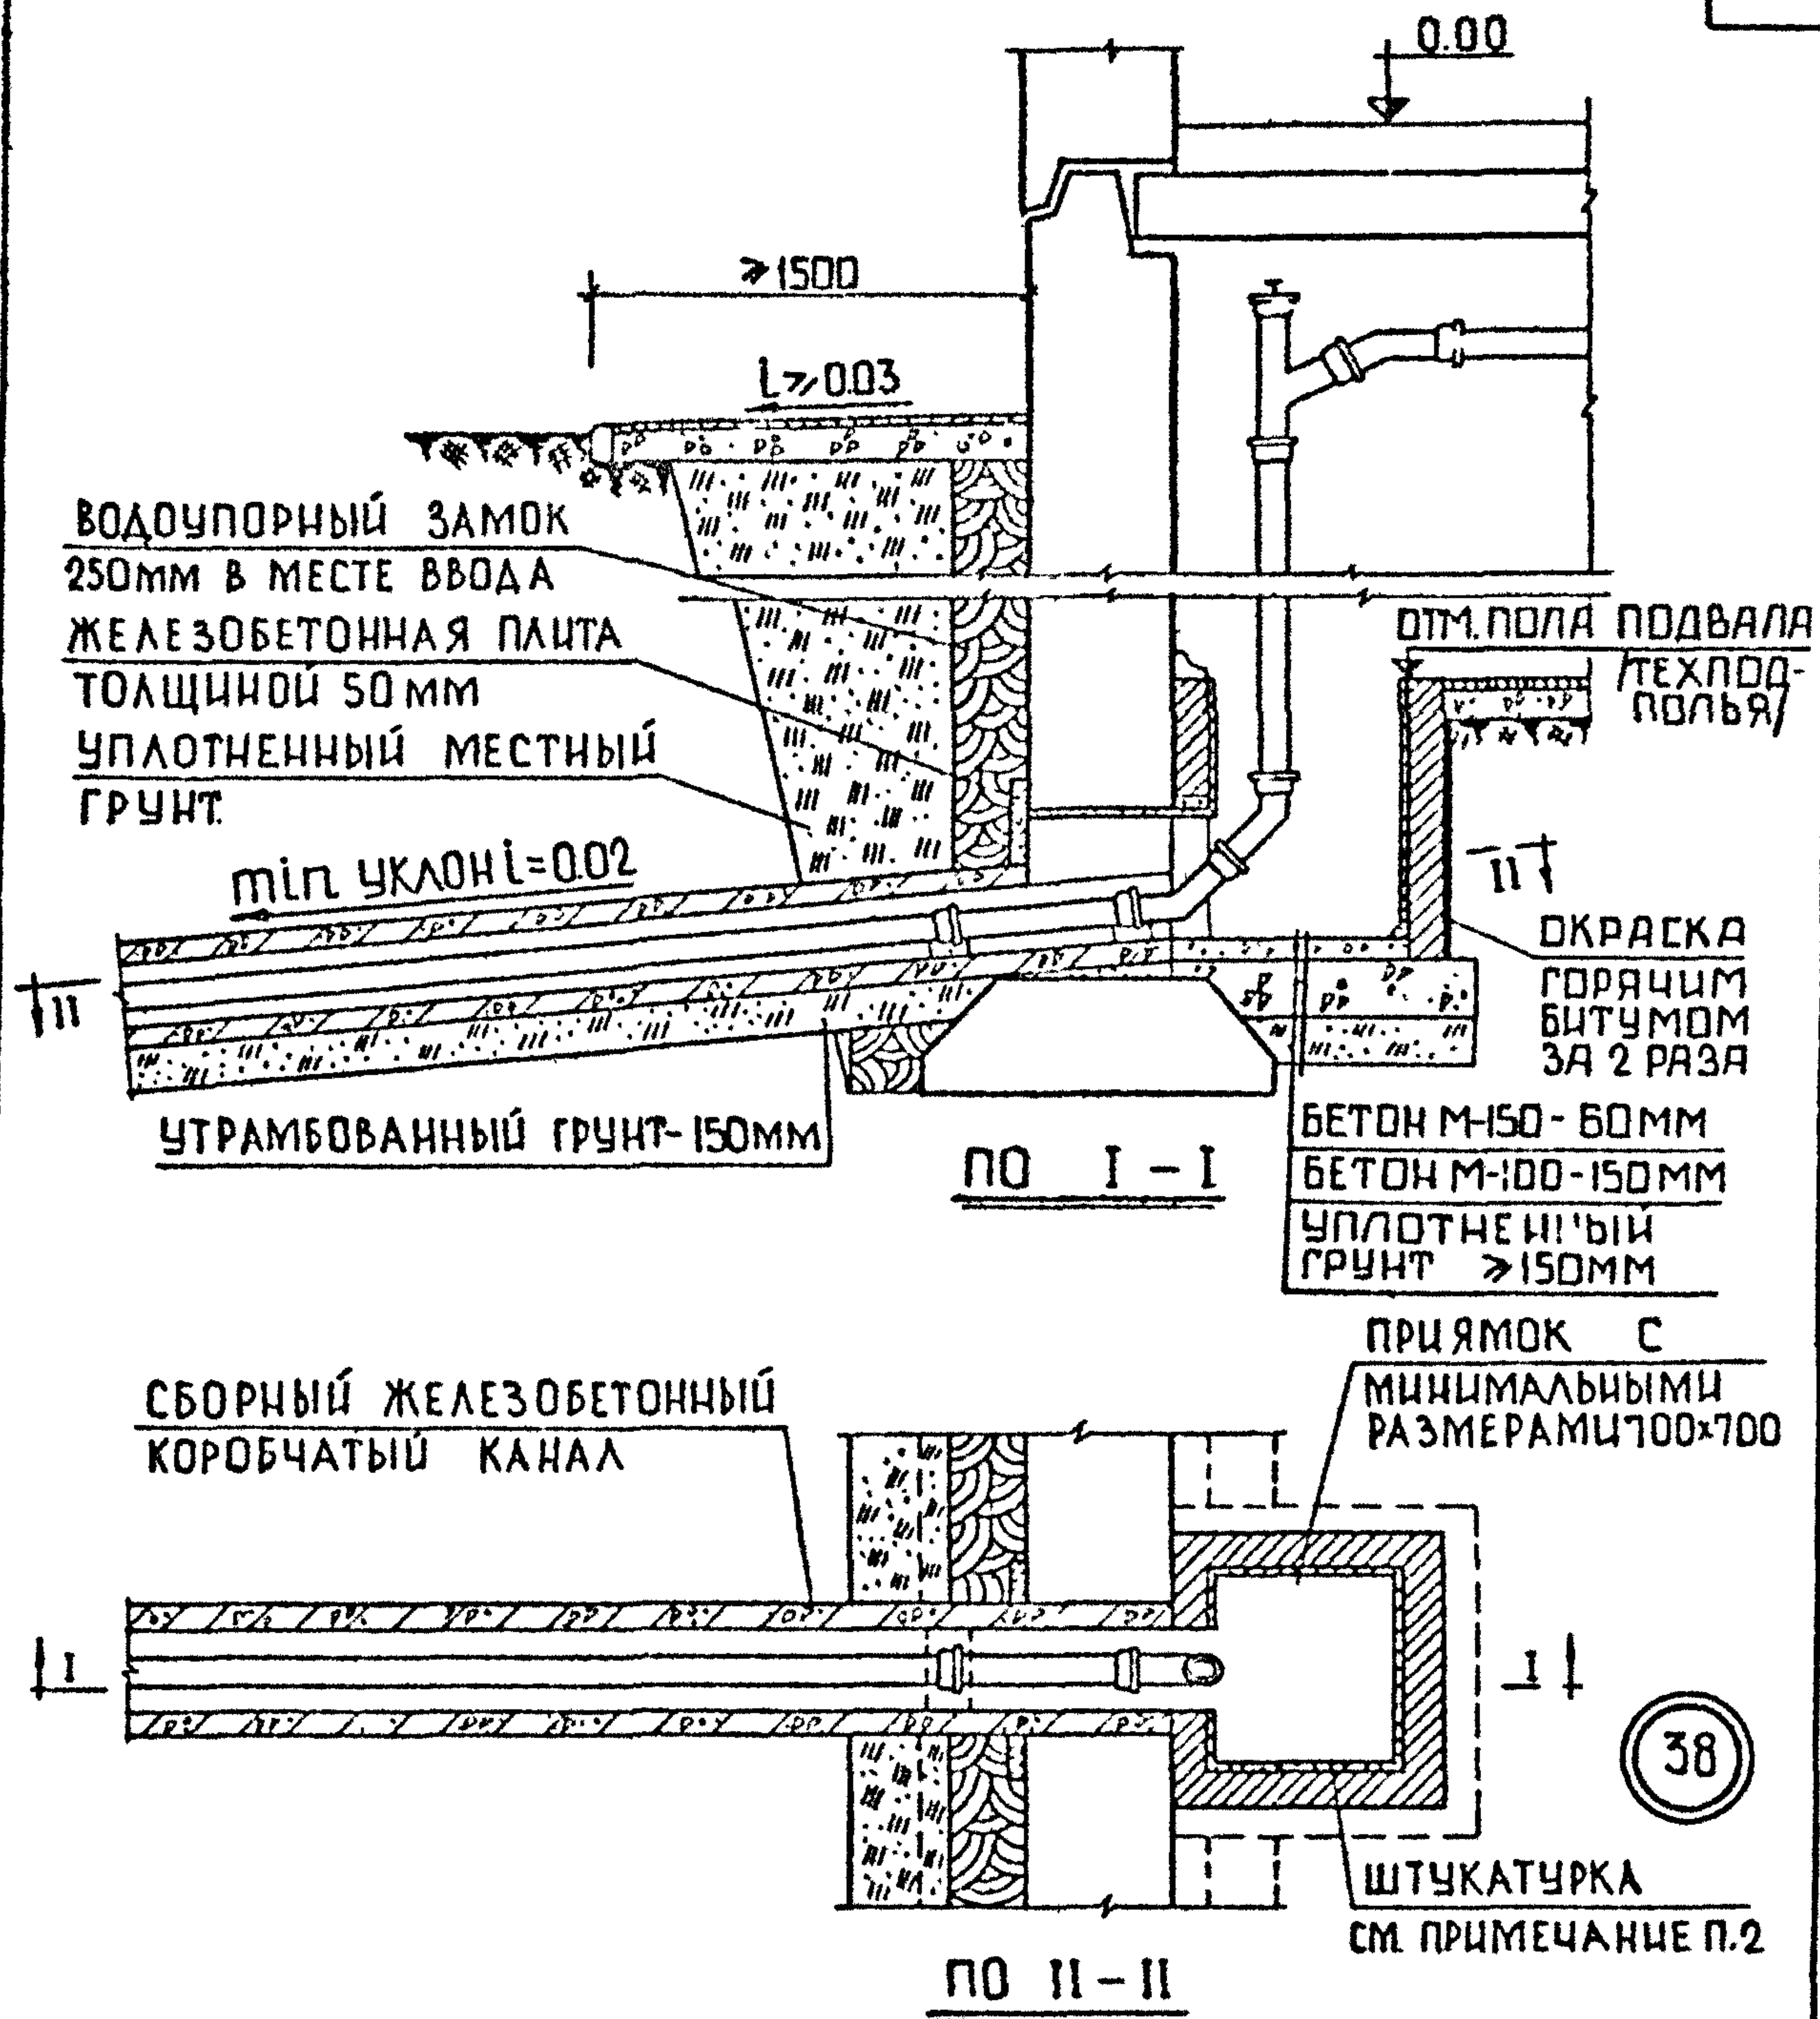 0.00
⩾1500
i⩾0.03
ВОДОУПОРНЫЙ ЗАМОК
250ММ В МЕСТЕ ВВОДА
ЖЕЛЕЗОБЕТОННАЯ ПЛИТА
ТОЛЩИНОЙ 50ММ
УПЛОТНЕННЫЙ МЕСТНЫЙ
ГРУНТ.
ОТМ. ПОЛА ПОДВАЛА
/ТЕХПОД-
ПОЛЬЯ/
min УКЛОН i=0.02
II
II
ОКРАСКА
ГОРЯЧИМ
БИТУМОМ
ЗА 2 РАЗА
УТРАМБОВАННЫЙ ГРУНТ-150ММ
ПО I-I
БЕТОН М-150-60ММ
БЕТОН М-100-150ММ
УПЛОТНЕННЫЙ
ГРУНТ ⩾150ММ
ПРИЯМОК С
МИНИМАЛЬНЫМИ
РАЗМЕРАМИ 700х700
СБОРНЫЙ ЖЕЛЕЗОБЕТОННЫЙ
КОРОБЧАТЫЙ КАНАЛ
I
I
38
ШТУКАТУРКА
СМ. ПРИМЕЧАНИЕ П.2
ПО II-II